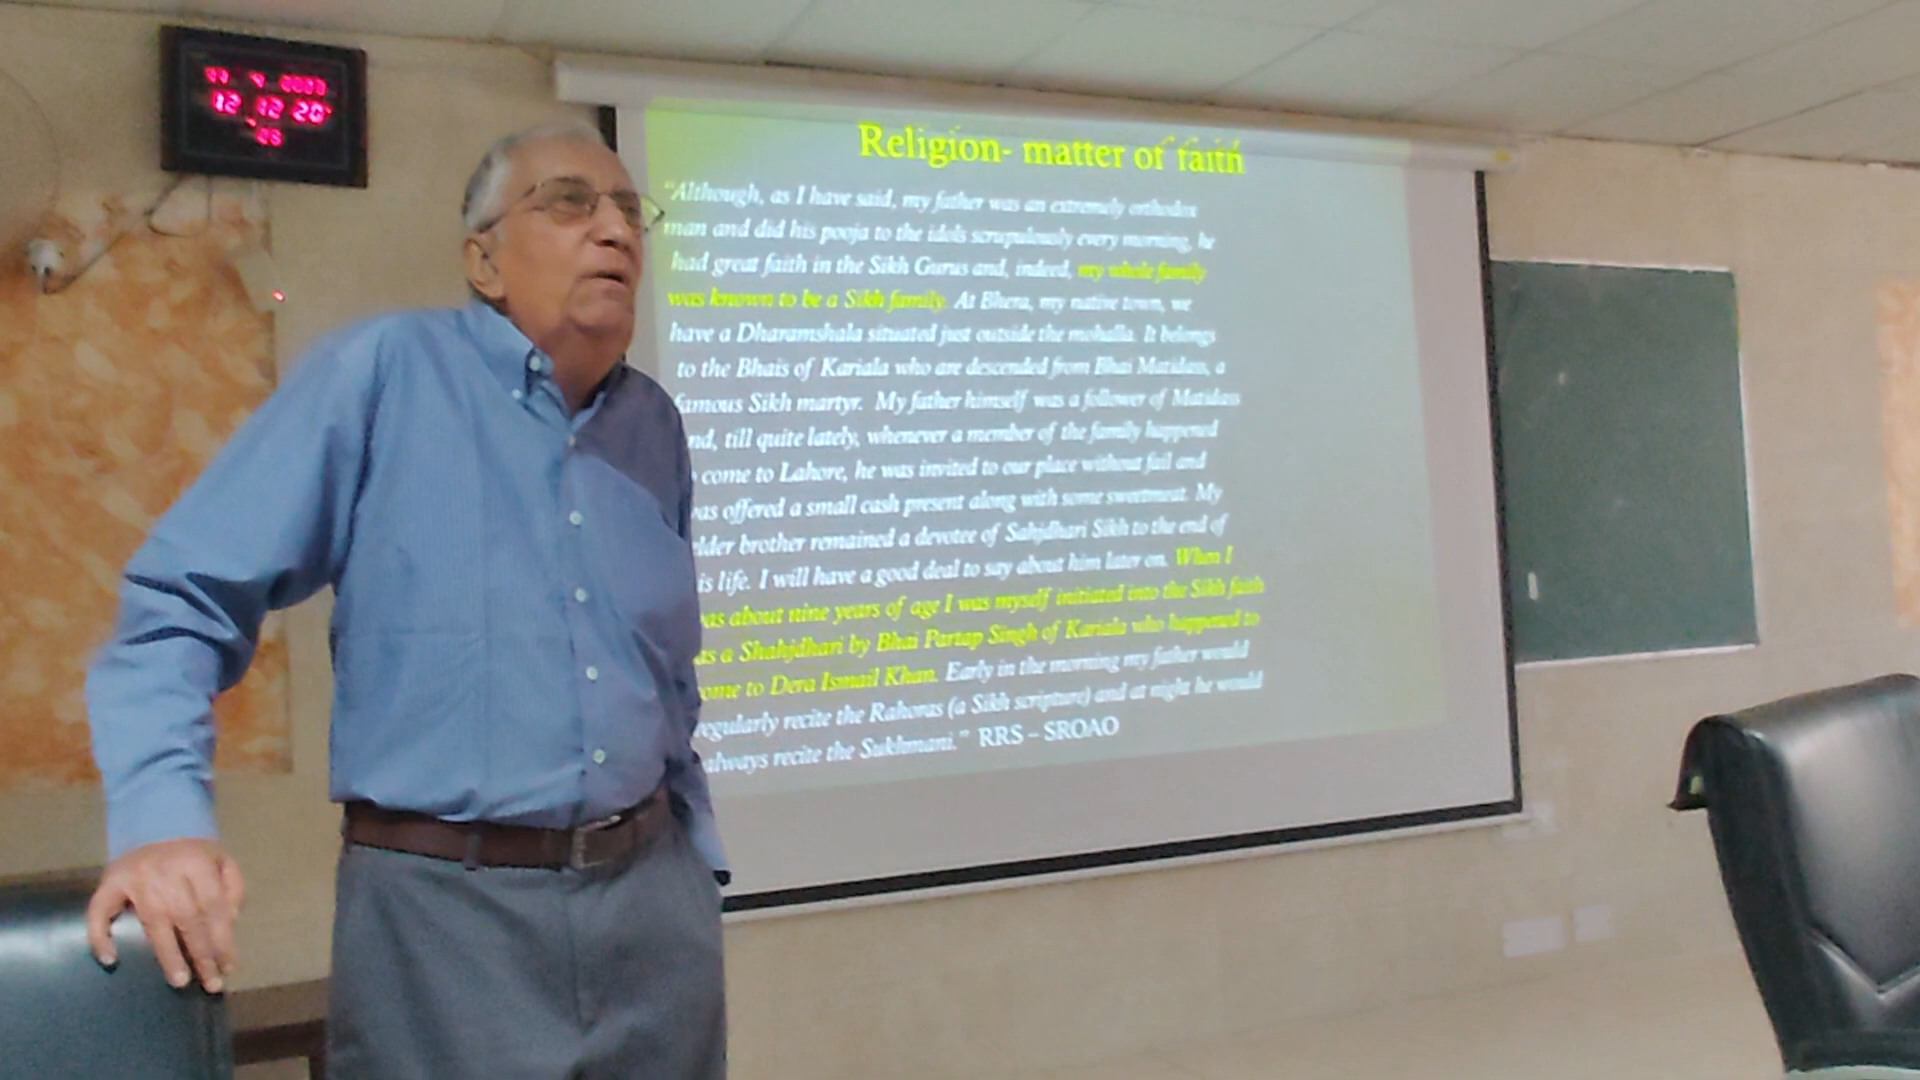 12 12 20
Religion- matter of faith
"Although, as I have said, my father was an extremely orthodox
man and did his pooja to the idols scrupulously every morning, he
had great faith in the Sikh Gurus and, indeed, my whole family
was known to be a Sikh family. At Bhera, my native town, we
have a Dharamshala situated just outside the mohalla. It belongs
to the Bhais of Kariala who are descended from Bhai Matidass, a
famous Sikh martyr. My father himself was a follower of Matidass
nd, till quite lately, whenever a member of the family happened
come to Lahore, he was invited to our place without fail and
as offered a small cash present along with some sweetmeat. My
lder brother remained a devotee of Sahjdhari Sikh to the end of
is life. I will have a good deal to say about him later on. When I
as about nine years of age I was myself initiated into the Sikh faith
as a Shahjdhari by Bhai Partap Singh of Kariala who happened to
ome to Dera Ismail Khan. Early in the morning my father would
regularly recite the Rahoras (a Sikh scripture) and at night he would
always recite the Sukhmani." RRS – SROAO